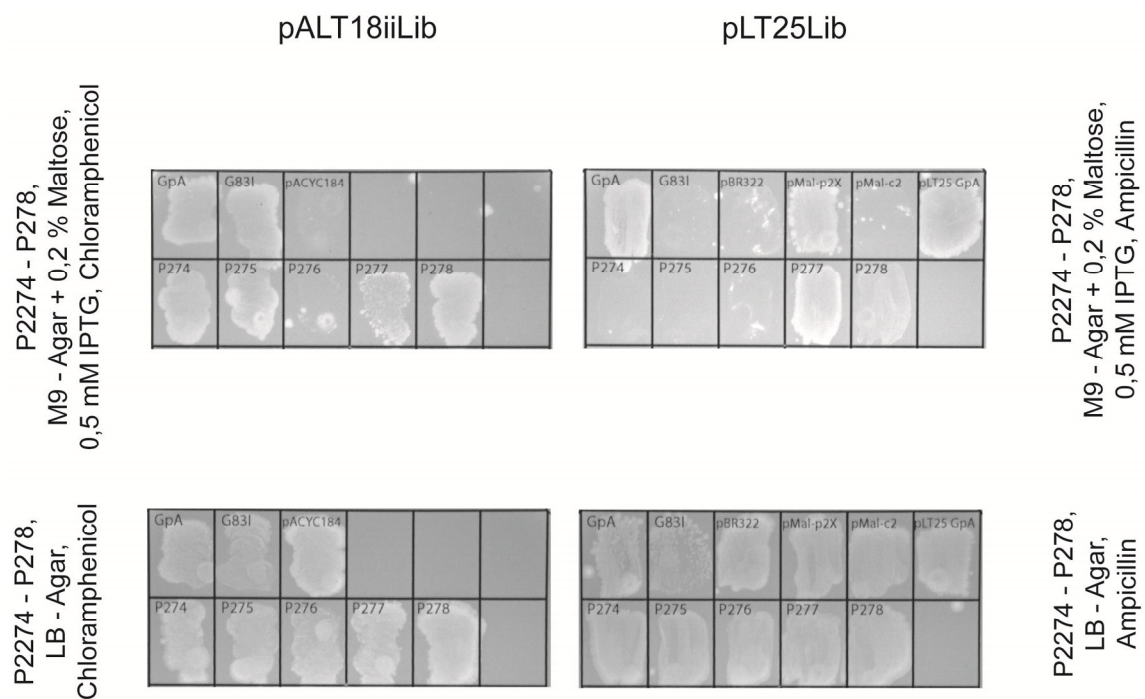 pALT18iiLib
pLT25Lib
P2274 - P278,
M9 - Agar + 0,2 % Maltose,
0,5 mM IPTG, Chloramphenicol
GpA G83I pACYC184
P274 P275 P276 P277 P278
GpA G83I pBR322 pMal-p2X pMal-c2 pLT25 GpA
P274 P275 P276 P277 P278
P2274 - P278,
M9 - Agar + 0,2 % Maltose,
0,5 mM IPTG, Ampicillin
P2274 - P278,
LB - Agar,
Chloramphenicol
GpA G83I pACYC184
P274 P275 P276 P277 P278
GpA G83I pBR322 pMal-p2X pMal-c2 pLT25 GpA
P274 P275 P276 P277 P278
P2274 - P278,
LB - Agar,
Ampicillin